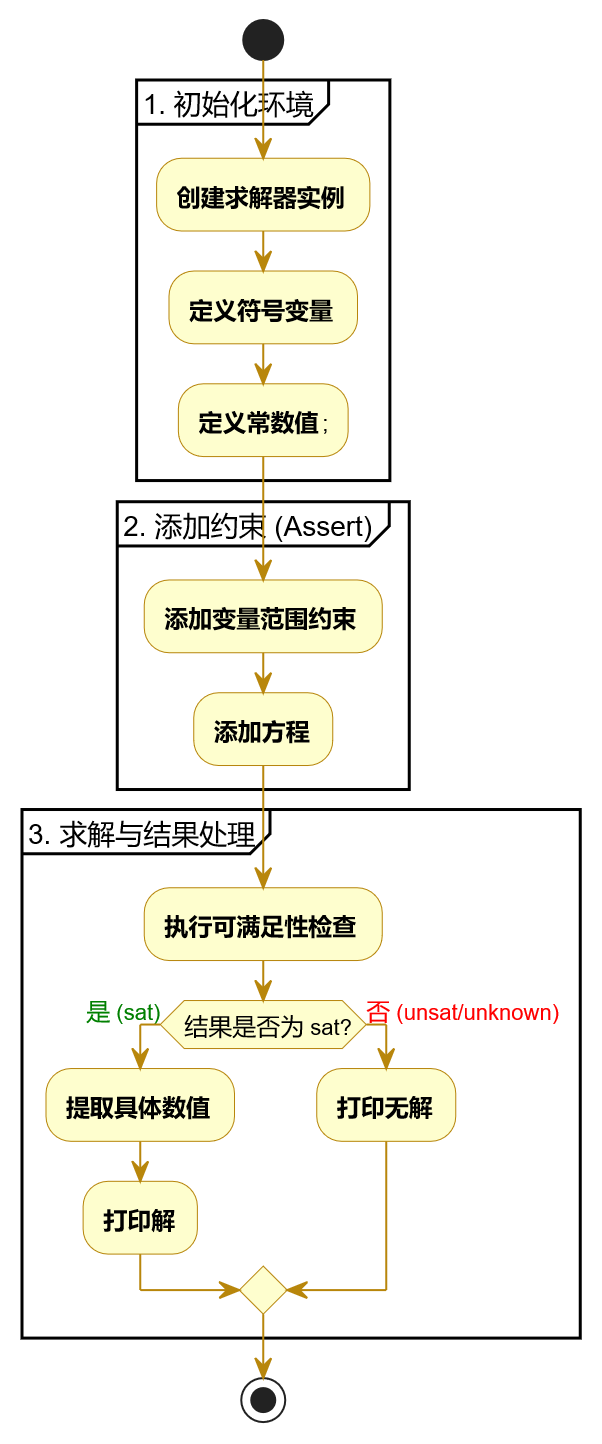 1. 初始化环境
创建求解器实例
定义符号变量
定义常数值 ;
2. 添加约束 (Assert)
添加变量范围约束
添加方程
3. 求解与结果处理
执行可满足性检查
是 (sat)
结果是否为 sat?
否 (unsat/unknown)
提取具体数值
打印无解
打印解